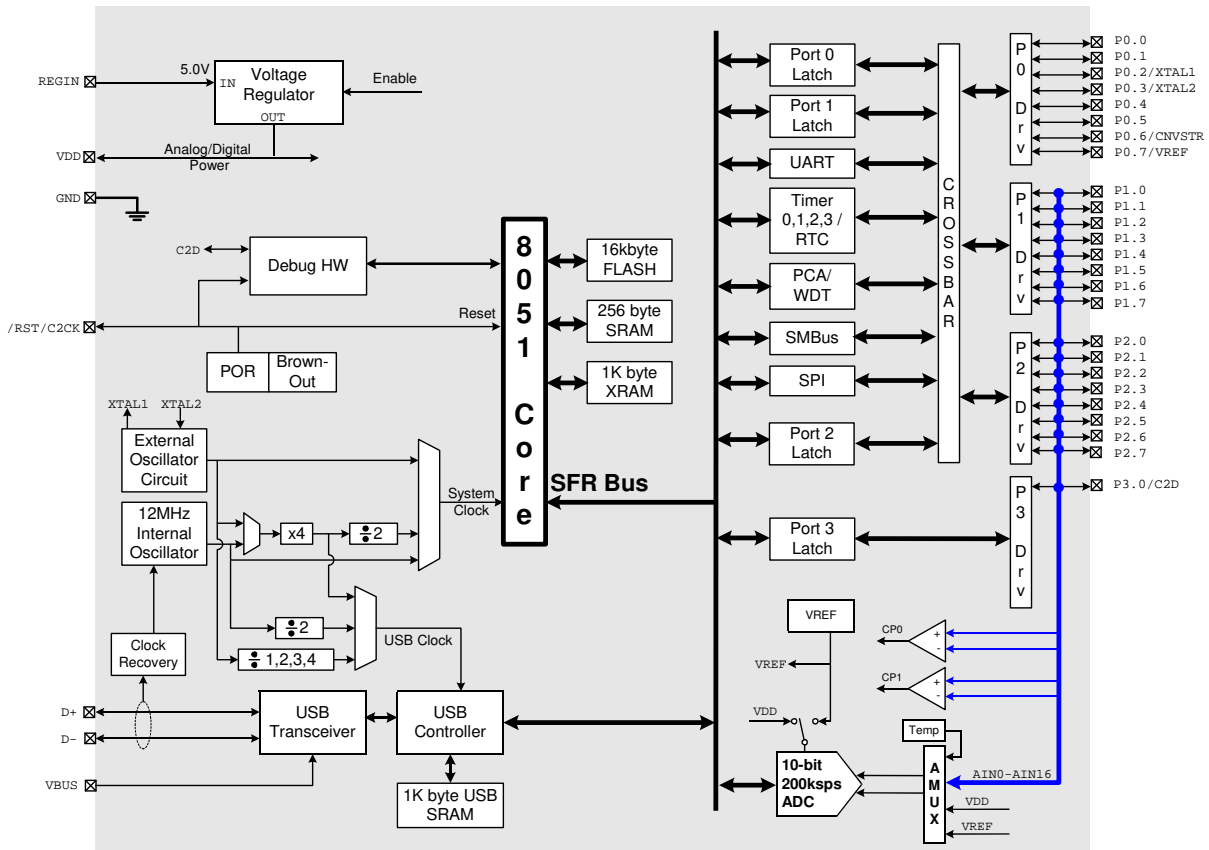 REGIN
5.0V
IN
Voltage
Regulator
OUT
Enable
VDD
Analog/Digital
Power
GND
C2D
Debug HW
/RST/C2CK
Reset
POR
Brown-
Out
XTAL1
XTAL2
External
Oscillator
Circuit
12MHz
Internal
Oscillator
x4
÷2
System
Clock
÷2
÷ 1,2,3,4
USB Clock
Clock
Recovery
D+
D-
VBUS
USB
Transceiver
USB
Controller
1K byte USB
SRAM
8
0
5
1
C
o
r
e
16kbyte
FLASH
256 byte
SRAM
1K byte
XRAM
SFR Bus
Port 0
Latch
Port 1
Latch
UART
Timer
0,1,2,3 /
RTC
PCA/
WDT
SMBus
SPI
Port 2
Latch
Port 3
Latch
C
R
O
S
S
B
A
R
P
0
D
r
v
P0.0
P0.1
P0.2/XTAL1
P0.3/XTAL2
P0.4
P0.5
P0.6/CNVSTR
P0.7/VREF
P
1
D
r
v
P1.0
P1.1
P1.2
P1.3
P1.4
P1.5
P1.6
P1.7
P
2
D
r
v
P2.0
P2.1
P2.2
P2.3
P2.4
P2.5
P2.6
P2.7
P
3
D
r
v
P3.0/C2D
VREF
VREF
VDD
CP0
+
-
CP1
+
-
Temp
10-bit
200ksps
ADC
A
M
U
X
AIN0-AIN16
VDD
VREF